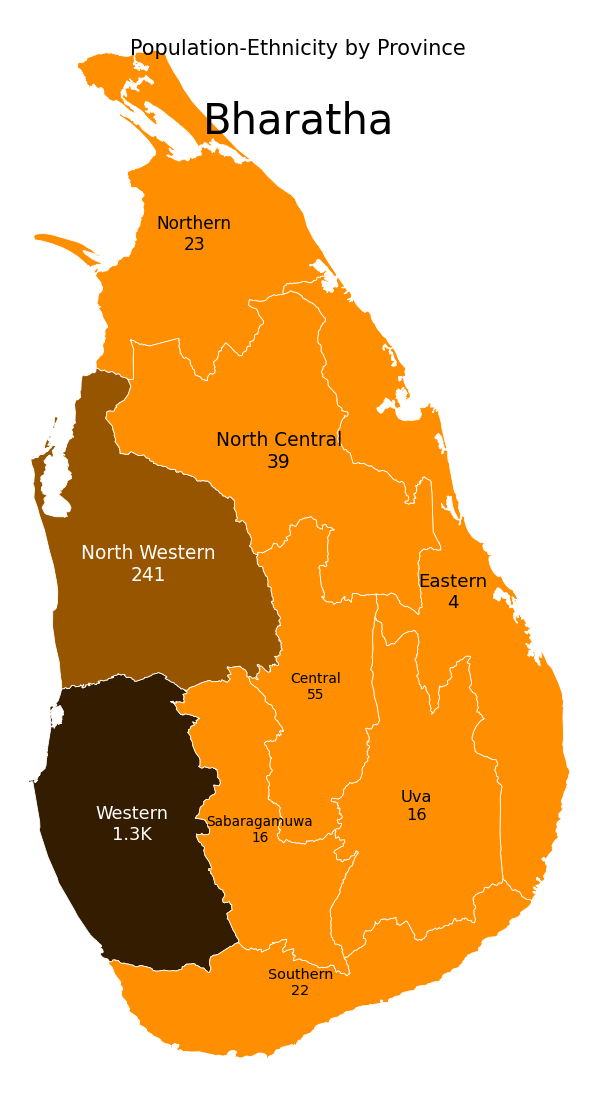 Population-Ethnicity by Province
Bharatha
Northern
23
North Central
39
North Western
241
Eastern
4
Central
55
Uva
16
Western
1.3K
Sabaragamuwa
16
Southern
22